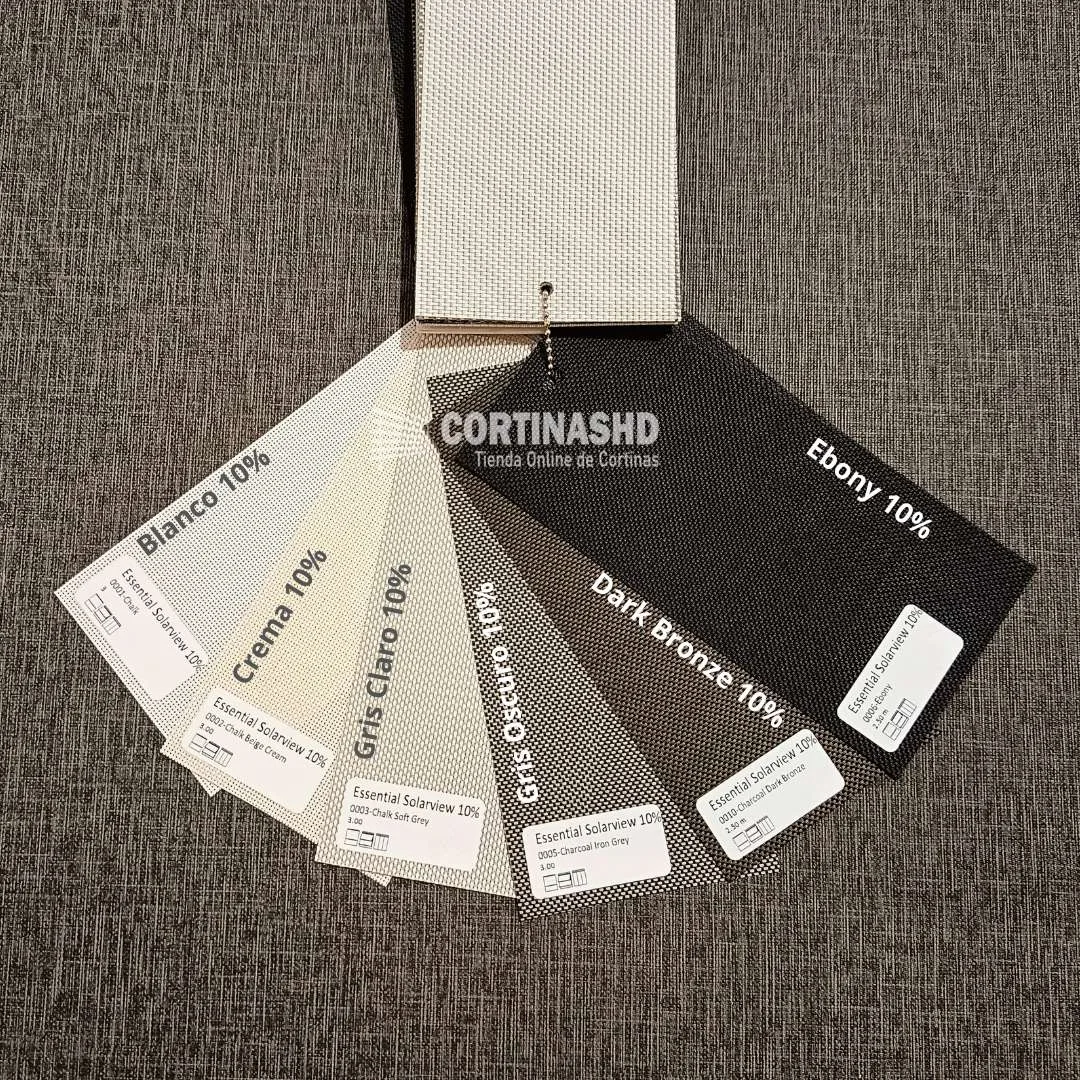 CORTINASHD
Tienda Online de Cortinas
Blanco 10%
Essential Solarview 10%
0001-Chalk
3
Crema 10%
Essential Solarview 10%
0002-Chalk Beige Cream
3.00
Gris Claro 10%
Essential Solarview 10%
0003-Chalk Soft Grey
3.00
Gris Oscuro 10%
Essential Solarview 10%
0005-Charcoal Iron Grey
3.00
Dark Bronze 10%
Essential Solarview 10%
0010-Charcoal Dark Bronze
2.50 m
Ebony 10%
Essential Solarview 10%
0006-Ebony
2.50 m